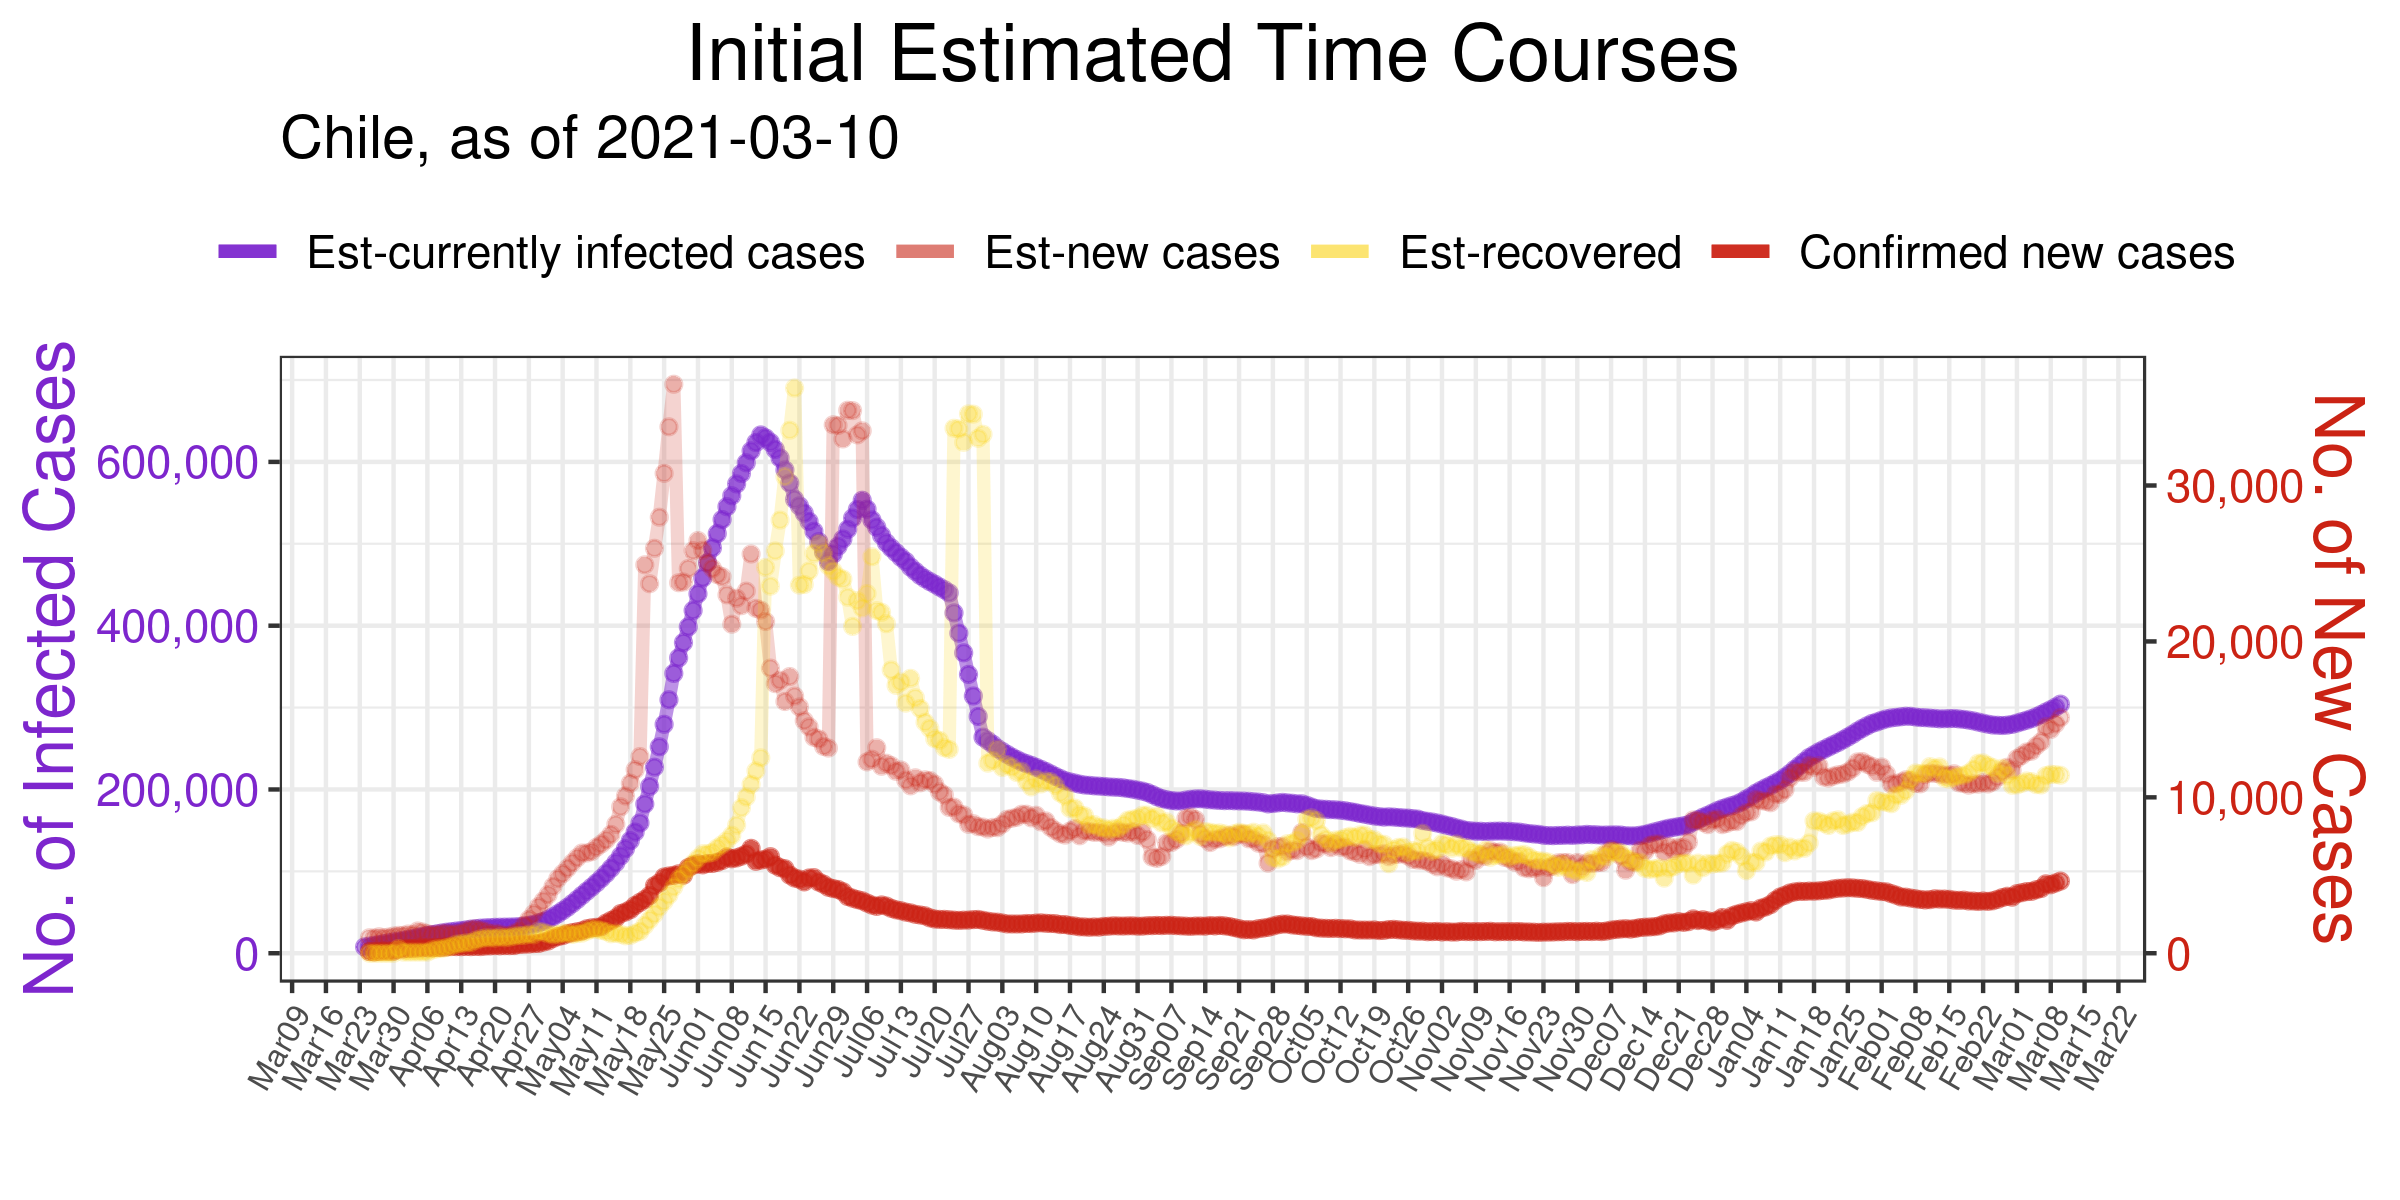 Initial Estimated Time Courses
Chile, as of 2021-03-10
Est-currently infected cases Est-new cases Est-recovered Confirmed new cases
No. of Infected Cases
600,000
400,000
200,000
0
30,000
20,000
10,000
0
No. of New Cases
Mar09 Mar16 Mar23 Mar30 Apr06 Apr13 Apr20 Apr27 May04 May11 May18 May25 Jun01 Jun08 Jun15 Jun22 Jun29 Jul06 Jul13 Jul20 Jul27 Aug03 Aug10 Aug17 Aug24 Aug31 Sep07 Sep14 Sep21 Sep28 Oct05 Oct12 Oct19 Oct26 Nov02 Nov09 Nov16 Nov23 Nov30 Dec07 Dec14 Dec21 Dec28 Jan04 Jan11 Jan18 Jan25 Feb01 Feb08 Feb15 Feb22 Mar01 Mar08 Mar15 Mar22